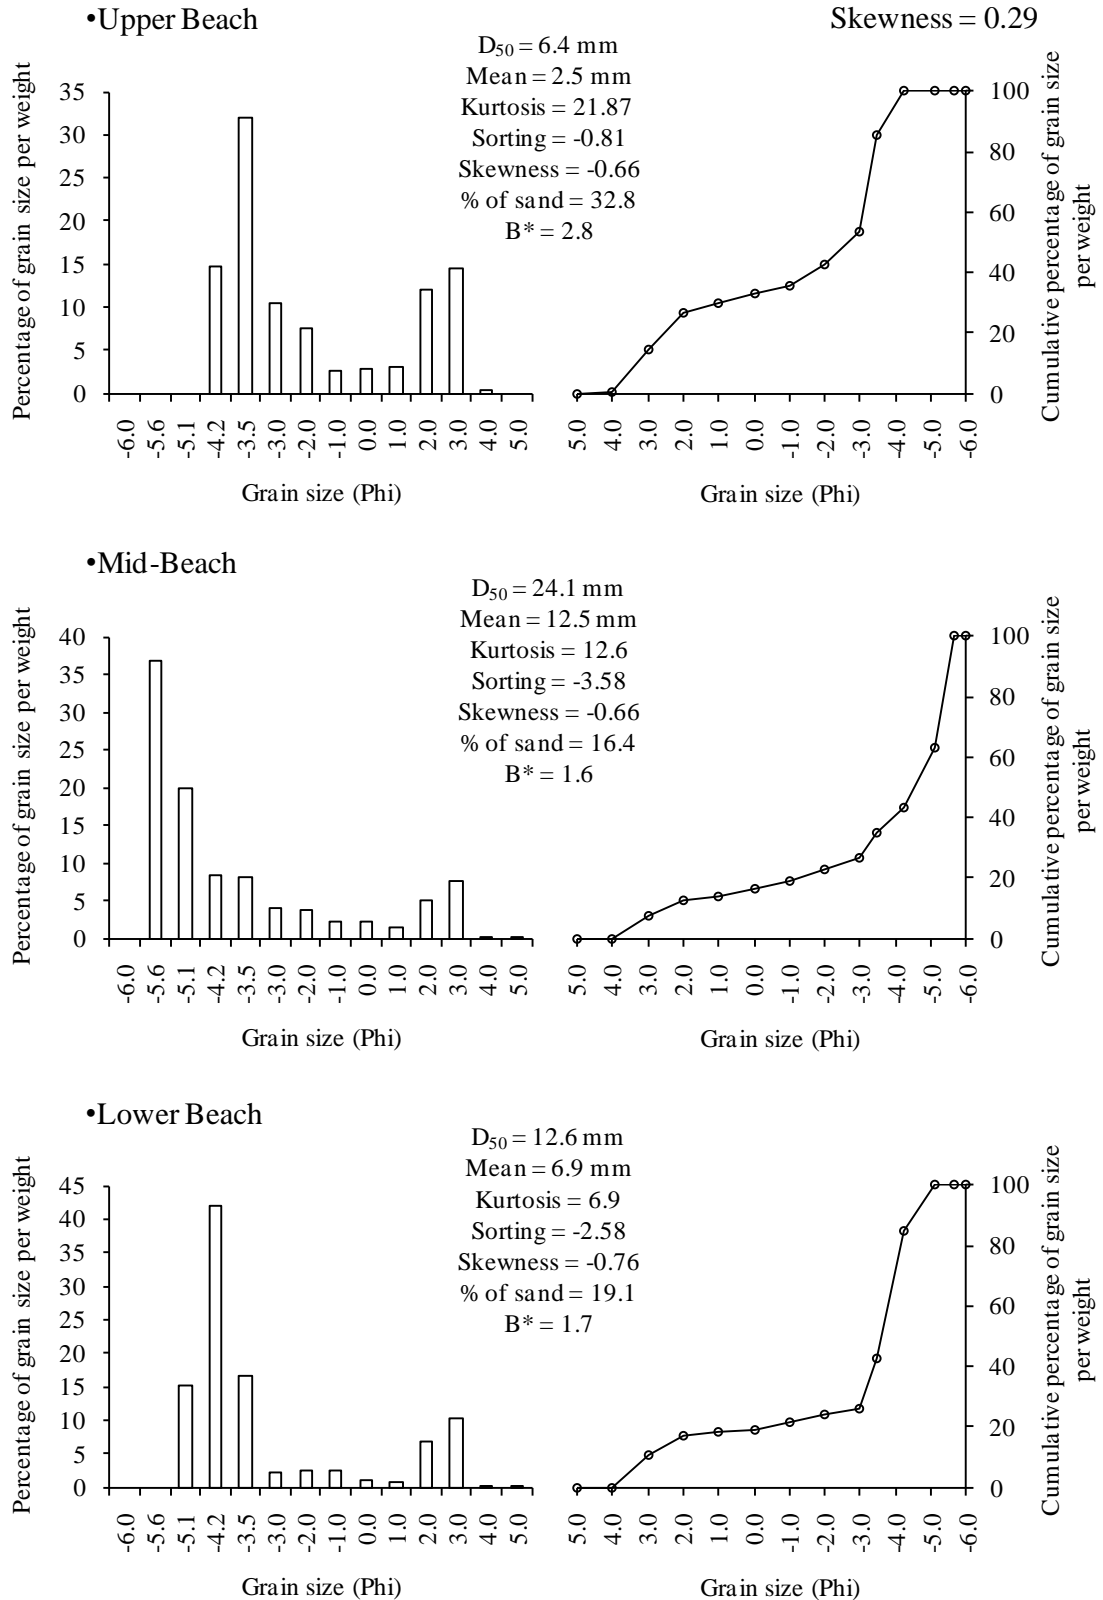 •Upper Beach
Skewness = 0.29
D50 = 6.4 mm
Mean = 2.5 mm
Kurtosis = 21.87
Sorting = -0.81
Skewness = -0.66
% of sand = 32.8
B* = 2.8
Percentage of grain size per weight
35
30
25
20
15
10
5
0
-6.0 -5.6 -5.1 -4.2 -3.5 -3.0 -2.0 -1.0 0.0 1.0 2.0 3.0 4.0 5.0
Grain size (Phi)
100
80
60
40
20
0
Cumulative percentage of grain size
per weight
5.0 4.0 3.0 2.0 1.0 0.0 -1.0 -2.0 -3.0 -4.0 -5.0 -6.0
Grain size (Phi)
•Mid-Beach
D50 = 24.1 mm
Mean = 12.5 mm
Kurtosis = 12.6
Sorting = -3.58
Skewness = -0.66
% of sand = 16.4
B* = 1.6
Percentage of grain size per weight
40
35
30
25
20
15
10
5
0
-6.0 -5.6 -5.1 -4.2 -3.5 -3.0 -2.0 -1.0 0.0 1.0 2.0 3.0 4.0 5.0
Grain size (Phi)
100
80
60
40
20
0
Cumulative percentage of grain size
per weight
5.0 4.0 3.0 2.0 1.0 0.0 -1.0 -2.0 -3.0 -4.0 -5.0 -6.0
Grain size (Phi)
•Lower Beach
D50 = 12.6 mm
Mean = 6.9 mm
Kurtosis = 6.9
Sorting = -2.58
Skewness = -0.76
% of sand = 19.1
B* = 1.7
Percentage of grain size per weight
45
40
35
30
25
20
15
10
5
0
-6.0 -5.6 -5.1 -4.2 -3.5 -3.0 -2.0 -1.0 0.0 1.0 2.0 3.0 4.0 5.0
Grain size (Phi)
100
80
60
40
20
0
Cumulative percentage of grain size
per weight
5.0 4.0 3.0 2.0 1.0 0.0 -1.0 -2.0 -3.0 -4.0 -5.0 -6.0
Grain size (Phi)